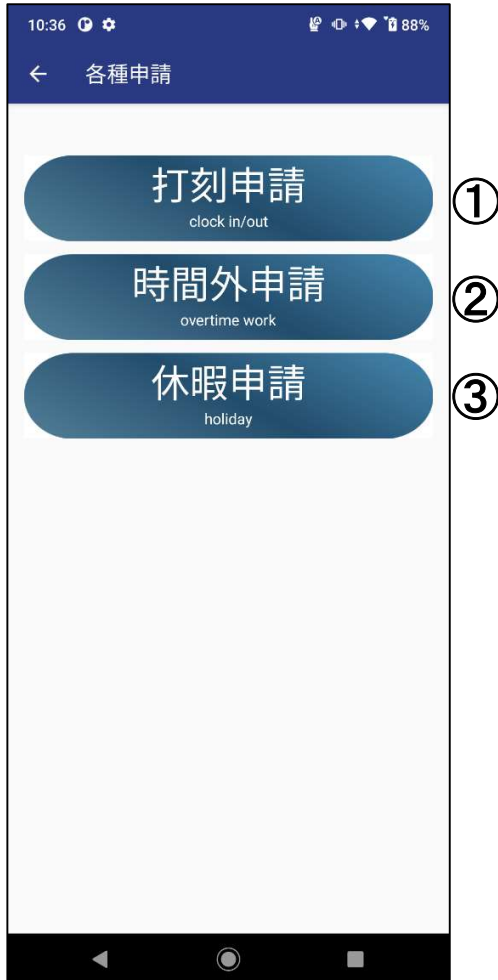 10:36 88%
各種申請
打刻申請
clock in/out
①
時間外申請
overtime work
②
休暇申請
holiday
③